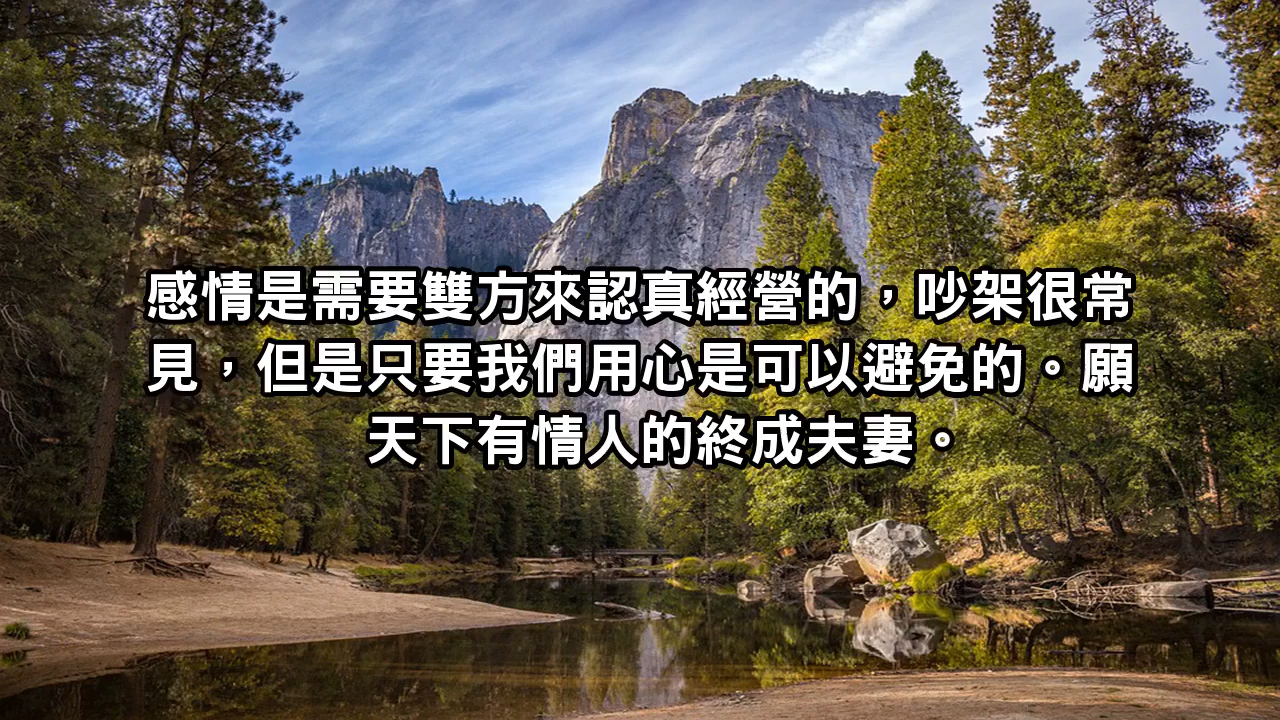 感情是需要雙方來認真經營的，吵架很常
見，但是只要我們用心是可以避免的。願
天下有情人的終成夫妻。